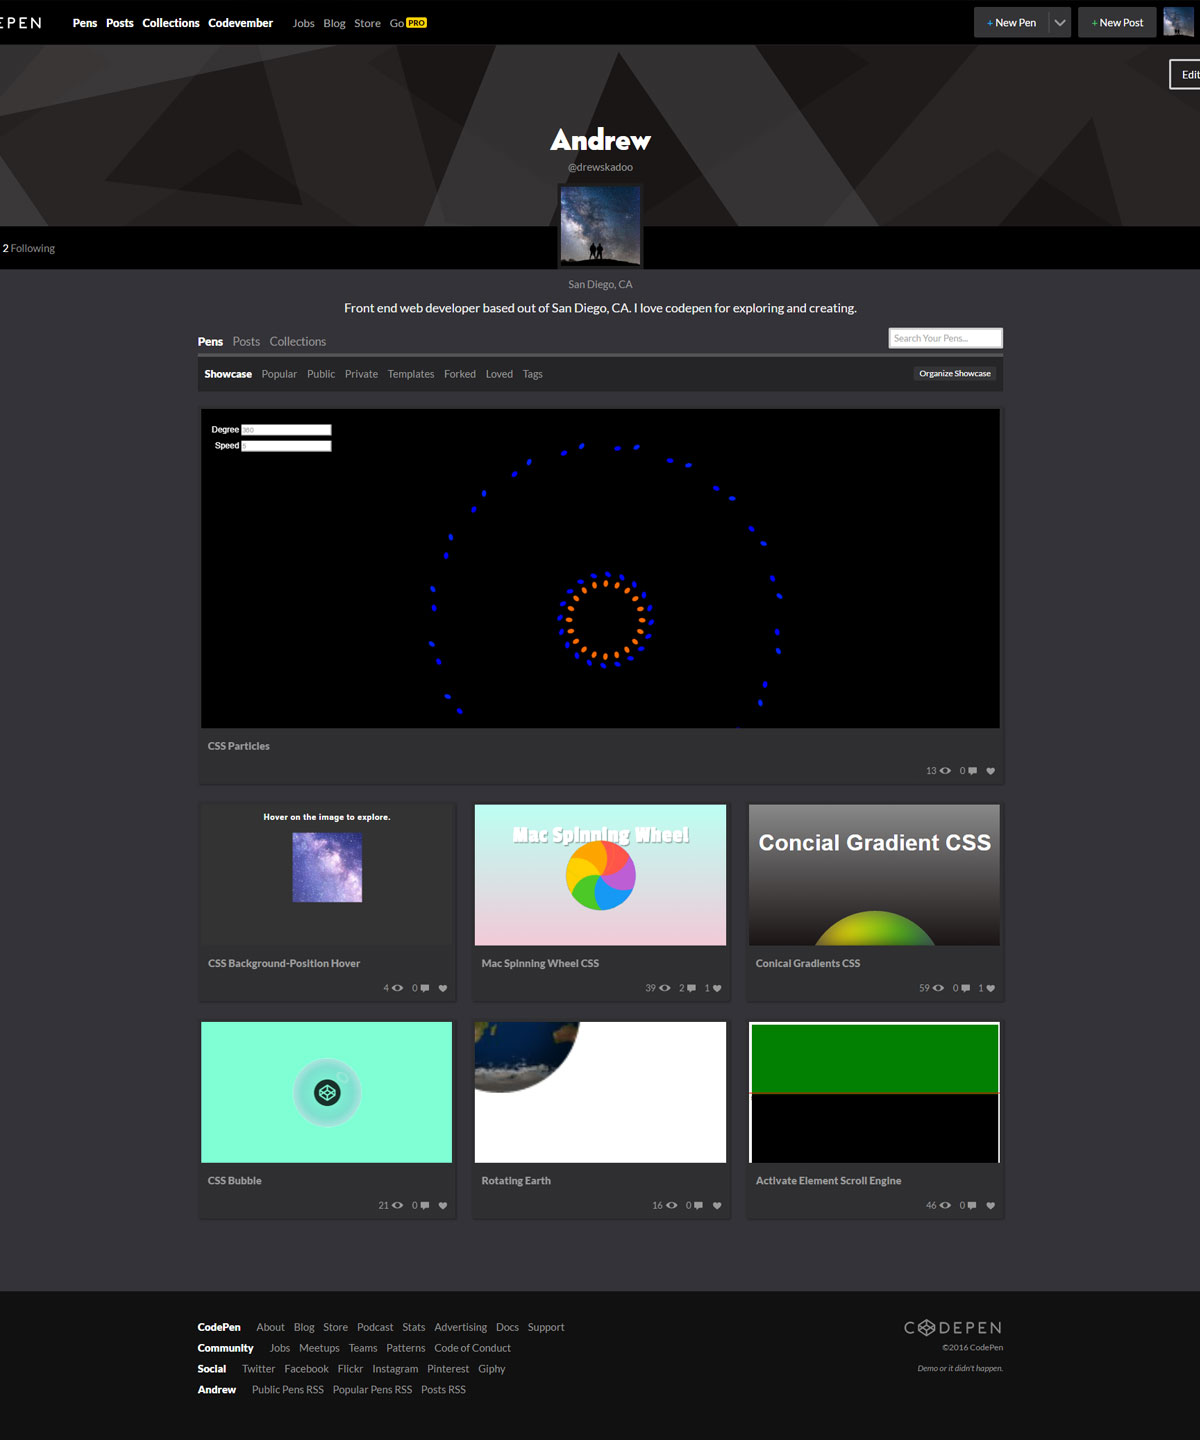 EPEN Pens Posts Collections Codevember Jobs Blog Store Go PRO + New Pen + New Post
Edit
Andrew
@drewskadoo
2 Following
San Diego, CA
Front end web developer based out of San Diego, CA. I love codepen for exploring and creating.
Pens Posts Collections Search Your Pens...
Showcase Popular Public Private Templates Forked Loved Tags Organize Showcase
Degree 360
Speed
CSS Particles
13 0
Hover on the image to explore.
Mac Spinning Wheel
Concial Gradient CSS
CSS Background-Position Hover Mac Spinning Wheel CSS Conical Gradients CSS
4 0 39 2 1 59 0 1
CSS Bubble Rotating Earth Activate Element Scroll Engine
21 0 16 0 46 0
CodePen About Blog Store Podcast Stats Advertising Docs Support CODEPEN
Community Jobs Meetups Teams Patterns Code of Conduct ©2016 CodePen
Social Twitter Facebook Flickr Instagram Pinterest Giphy Demo or it didn't happen.
Andrew Public Pens RSS Popular Pens RSS Posts RSS